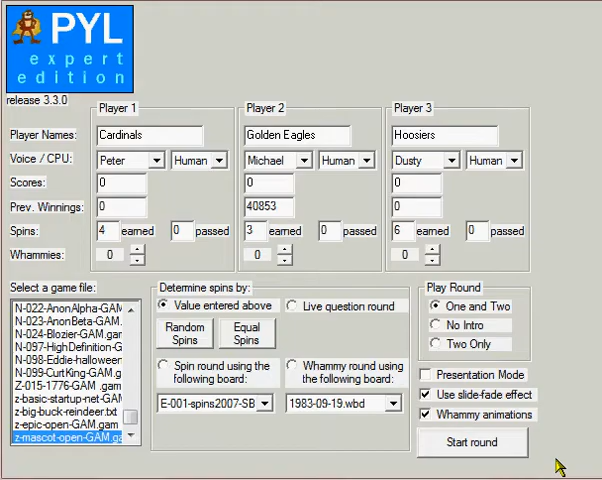 PYL
expert
edition
release 3.3.0
Player 1
Player 2
Player 3
Player Names:
Cardinals
Golden Eagles
Hoosiers
Voice / CPU:
Peter
Human
Michael
Human
Dusty
Human
Scores:
0
0
0
Prev. Winnings:
0
40853
0
Spins:
4 earned
0 passed
3 earned
0 passed
6 earned
0 passed
Whammies:
0
0
0
Select a game file:
N-022-AnonAlpha-GAM
N-023-AnonBeta-GAM.
N-024-Blozier-GAM.gam
N-097-HighDefinition-G
N-098-Eddie-halloween
N-099-CurtKing-GAM.g
Z-015-1776-GAM .game
z-basic-startup-net-GAM
z-big-buck-reindeer.txt
z-epic-open-GAM.gam
z-mascot-open-GAM.ga
Determine spins by:
Value entered above
Live question round
Random
Spins
Equal
Spins
Spin round using the
following board:
Whammy round using
the following board:
E-001-spins2007-SB
1983-09-19.wbd
Play Round
One and Two
No Intro
Two Only
Presentation Mode
Use slide-fade effect
Whammy animations
Start round